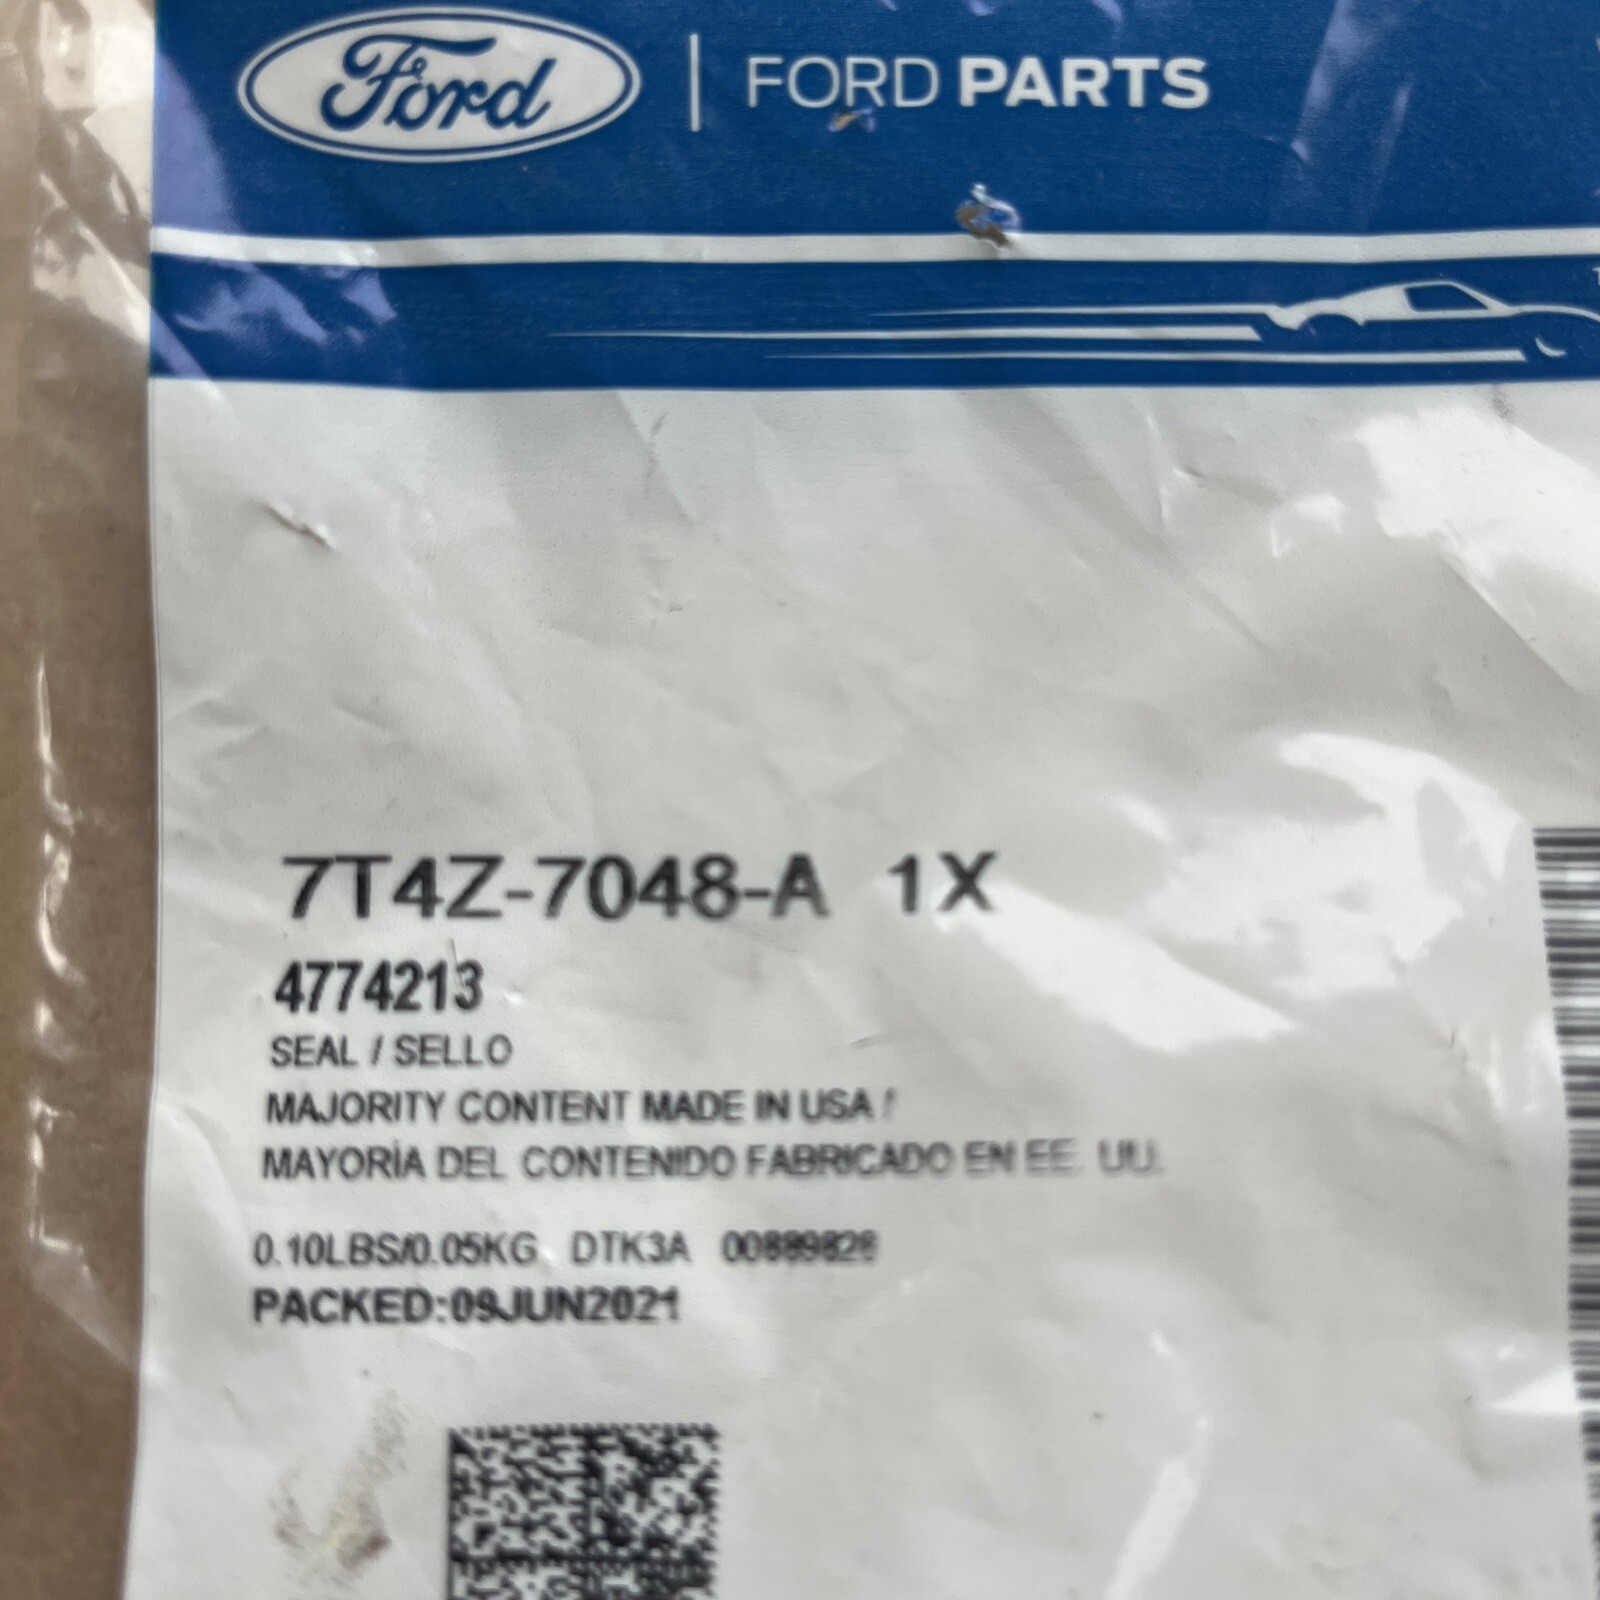 Ford | FORD PARTS
7T4Z-7048-A 1X
4774213
SEAL / SELLO
MAJORITY CONTENT MADE IN USA /
MAYORÍA DEL CONTENIDO FABRICADO EN EE. UU.
0.10LBS/0.05KG DTK3A
PACKED:09JUN2021